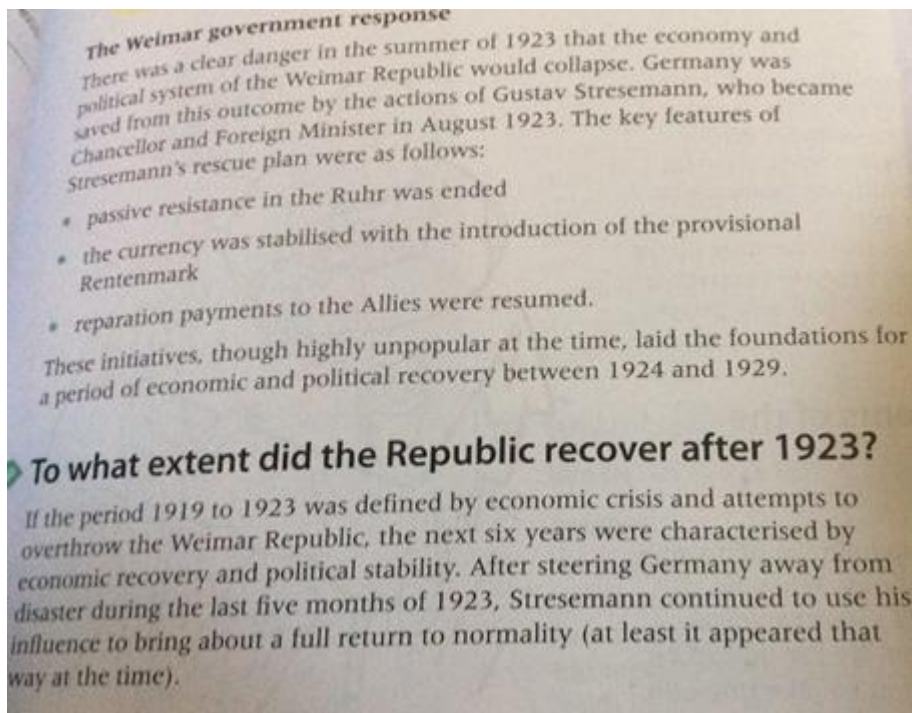 The Weimar government response
There was a clear danger in the summer of 1923 that the economy and
political system of the Weimar Republic would collapse. Germany was
saved from this outcome by the actions of Gustav Stresemann, who became
Chancellor and Foreign Minister in August 1923. The key features of
Stresemann's rescue plan were as follows:
• passive resistance in the Ruhr was ended
• the currency was stabilised with the introduction of the provisional
Rentenmark
• reparation payments to the Allies were resumed.
These initiatives, though highly unpopular at the time, laid the foundations for
a period of economic and political recovery between 1924 and 1929.
To what extent did the Republic recover after 1923?
If the period 1919 to 1923 was defined by economic crisis and attempts to
overthrow the Weimar Republic, the next six years were characterised by
economic recovery and political stability. After steering Germany away from
disaster during the last five months of 1923, Stresemann continued to use his
influence to bring about a full return to normality (at least it appeared that
way at the time).